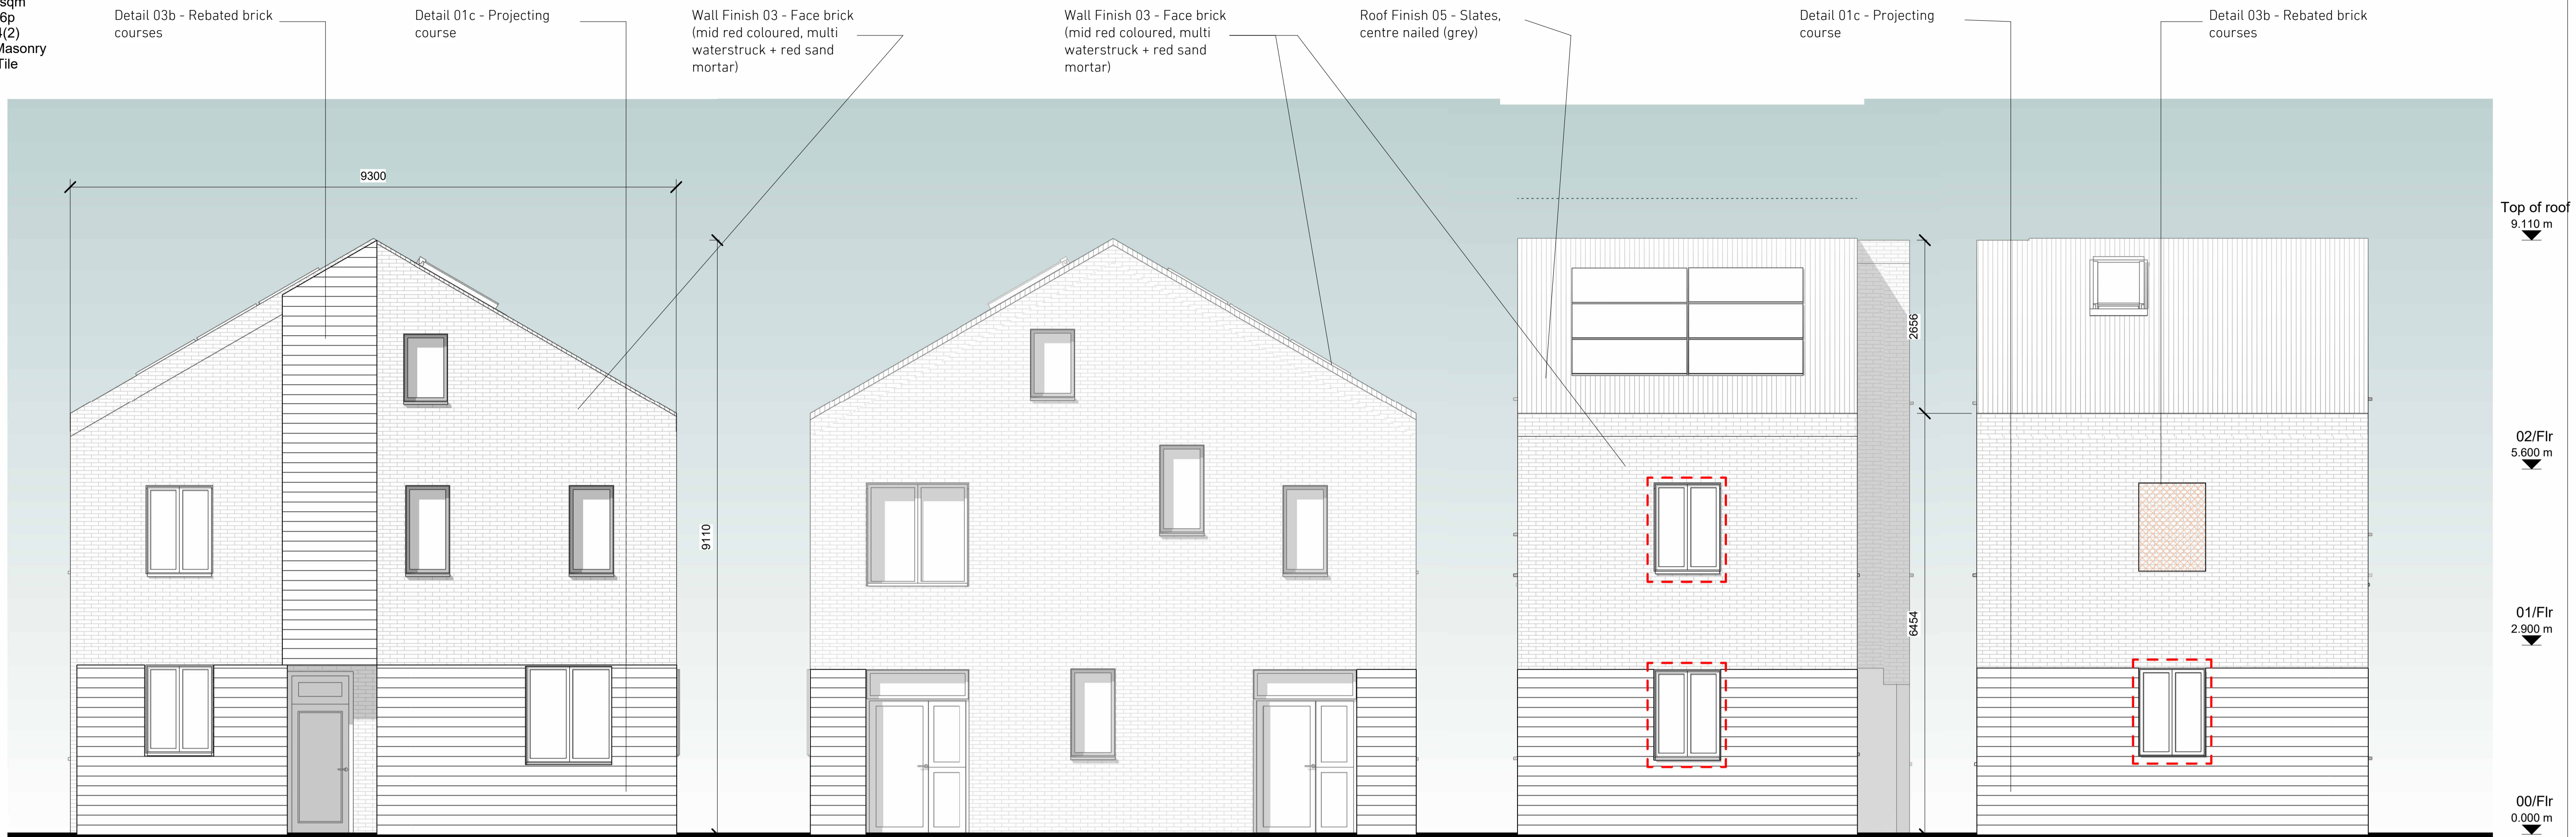 sqm
6p
(2)
Masonry
Tile
Detail 03b - Rebated brick
courses
Detail 01c - Projecting
course
Wall Finish 03 - Face brick
(mid red coloured, multi
waterstruck + red sand
mortar)
Wall Finish 03 - Face brick
(mid red coloured, multi
waterstruck + red sand
mortar)
Roof Finish 05 - Slates,
centre nailed (grey)
Detail 01c - Projecting
course
Detail 03b - Rebated brick
courses
9300
9110
2656
6454
Top of roof
9.110 m
02/Flr
5.600 m
01/Flr
2.900 m
00/Flr
0.000 m